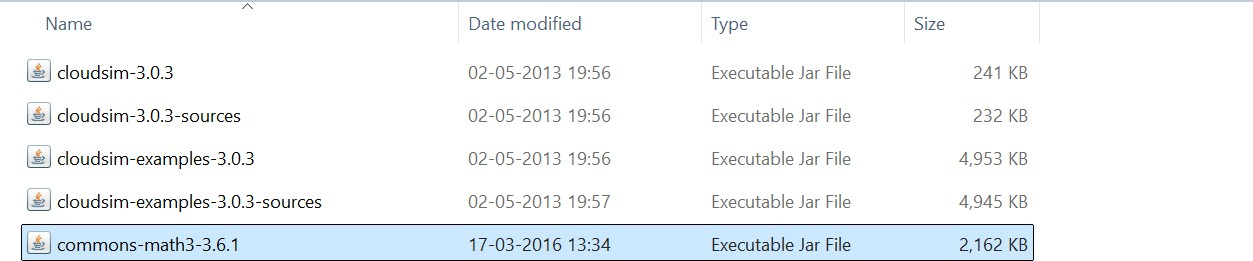 Name Date modified Type Size
cloudsim-3.0.3 02-05-2013 19:56 Executable Jar File 241 KB
cloudsim-3.0.3-sources 02-05-2013 19:56 Executable Jar File 232 KB
cloudsim-examples-3.0.3 02-05-2013 19:56 Executable Jar File 4,953 KB
cloudsim-examples-3.0.3-sources 02-05-2013 19:57 Executable Jar File 4,945 KB
commons-math3-3.6.1 17-03-2016 13:34 Executable Jar File 2,162 KB